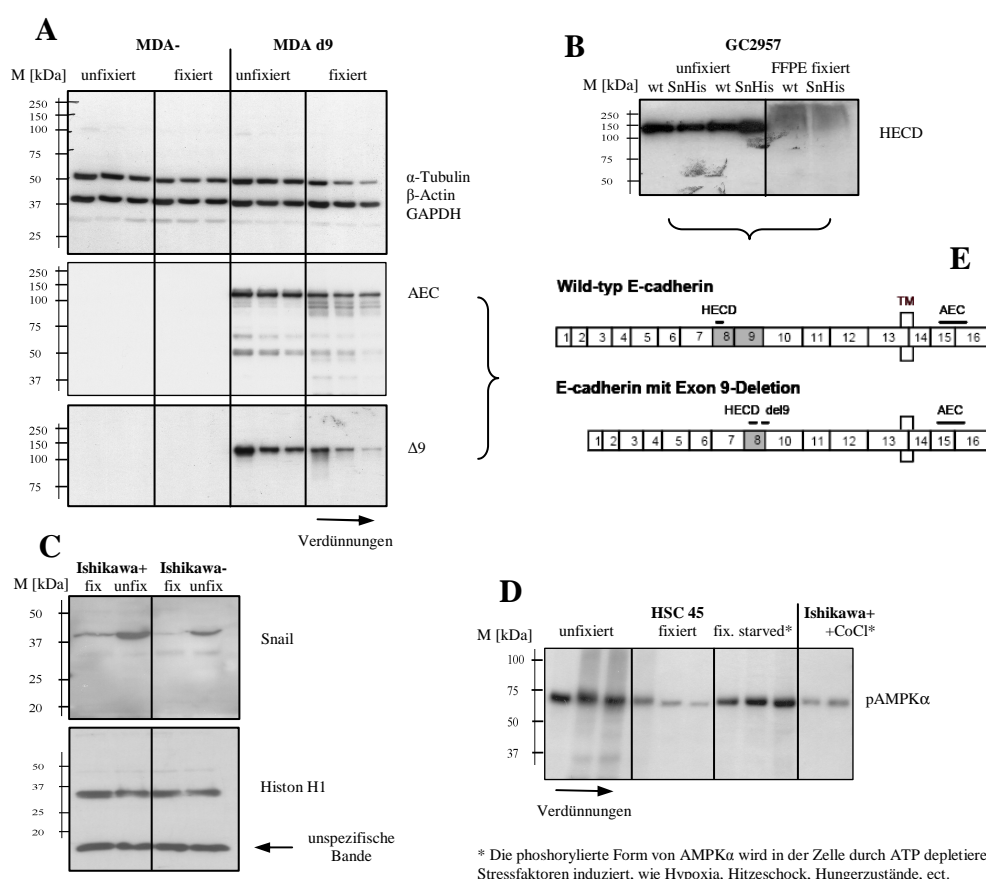 A
MDA-
MDA d9
M [kDa]
unfixiert
fixiert
unfixiert
fixiert
250
150
100
75
50
37
25
α-Tubulin
β-Actin
GAPDH
250
150
100
50
37
AEC
250
150
100
75
Δ9
Verdünnungen
B
GC2957
unfixiert
FFPE fixiert
M [kDa]
wt SnHis wt SnHis
wt SnHis
250
150
100
75
50
HECD
E
Wild-typ E-cadherin
HECD
TM
AEC
1 2 3 4 5 6 7 8 9 10 11 12 13 14 15 16
E-cadherin mit Exon 9-Deletion
HECD del9
AEC
1 2 3 4 5 6 7 8 10 11 12 13 14 15 16
C
Ishikawa+
Ishikawa-
M [kDa]
fix unfix
fix unfix
50
37
25
20
Snail
50
37
25
20
Histon H1
unspezifische
Bande
D
HSC 45
Ishikawa+
M [kDa]
unfixiert
fixiert
fix. starved*
+CoCl*
100
75
50
37
pAMPKα
Verdünnungen
* Die phoshorylierte Form von AMPKα wird in der Zelle durch ATP depletiere
Stressfaktoren induziert, wie Hypoxia, Hitzeschock, Hungerzustände, ect.